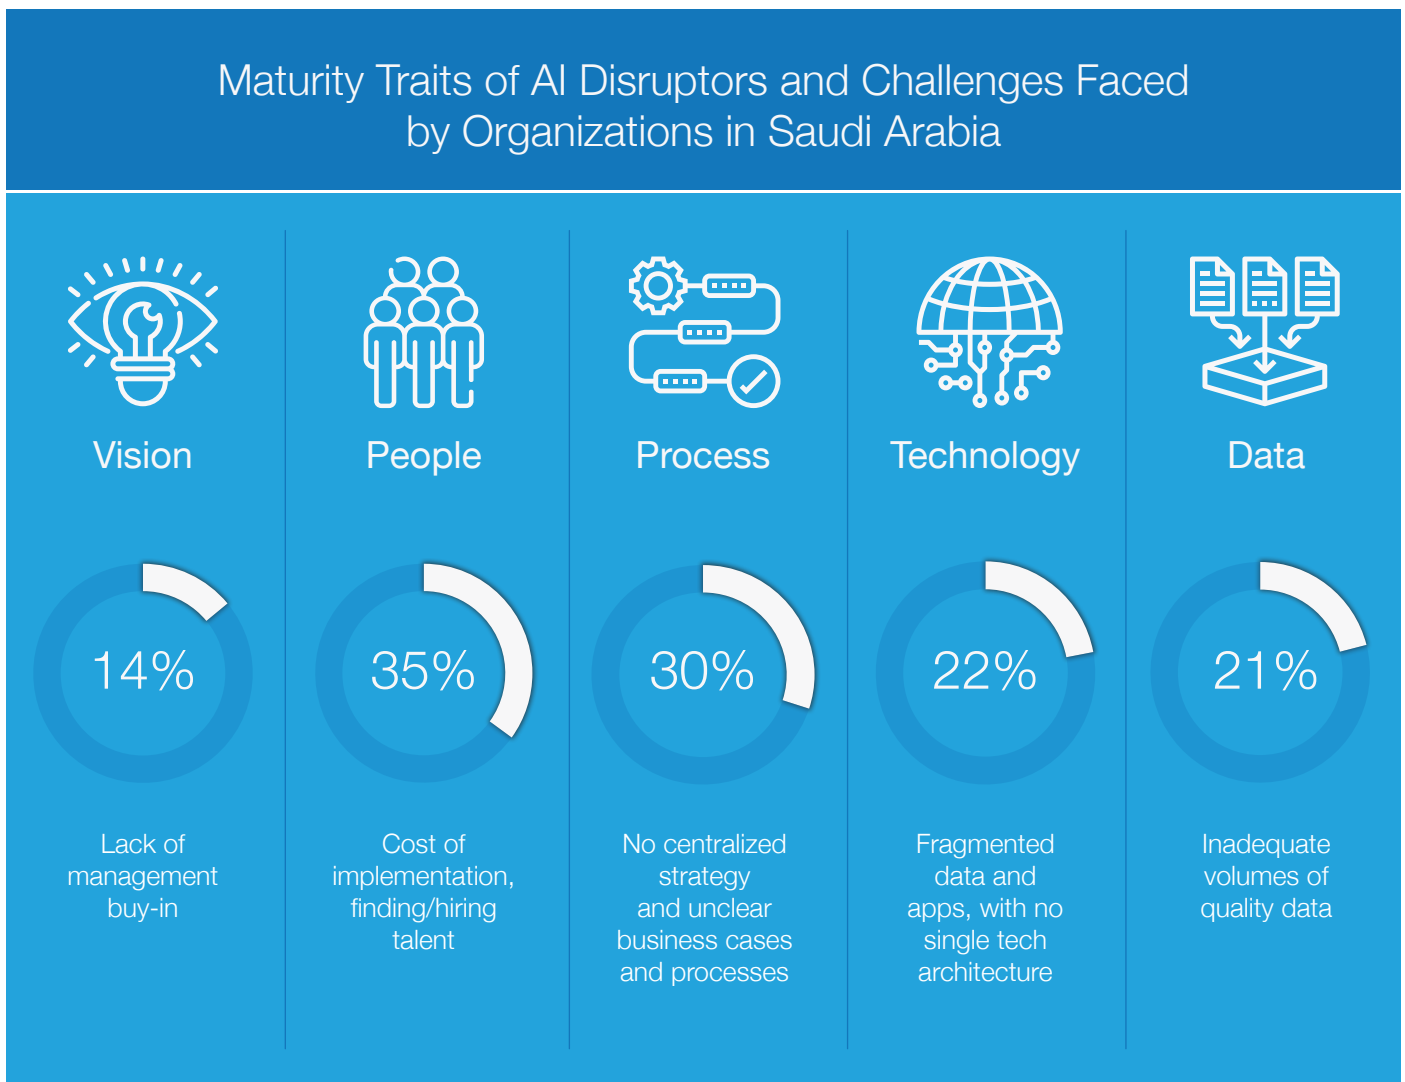 Maturity Traits of AI Disruptors and Challenges Faced
by Organizations in Saudi Arabia
Vision
14%
Lack of
management
buy-in
People
35%
Cost of
implementation,
finding/hiring
talent
Process
30%
No centralized
strategy
and unclear
business cases
and processes
Technology
22%
Fragmented
data and
apps, with no
single tech
architecture
Data
21%
Inadequate
volumes of
quality data